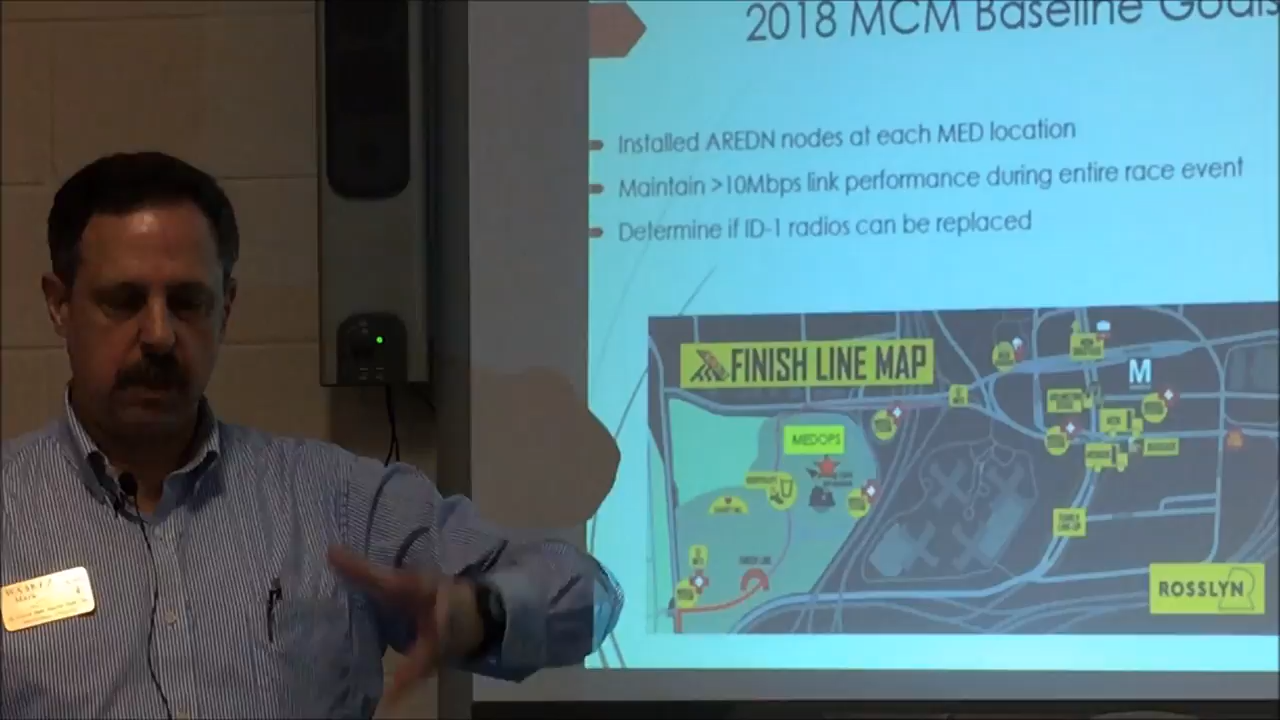 2018 MCM Baseline Goals
Installed AREDN nodes at each MED location
Maintain >10Mbps link performance during entire race event
Determine if ID-1 radios can be replaced
FINISH LINE MAP
M
MEDOPS
ROSSLYN
Mark